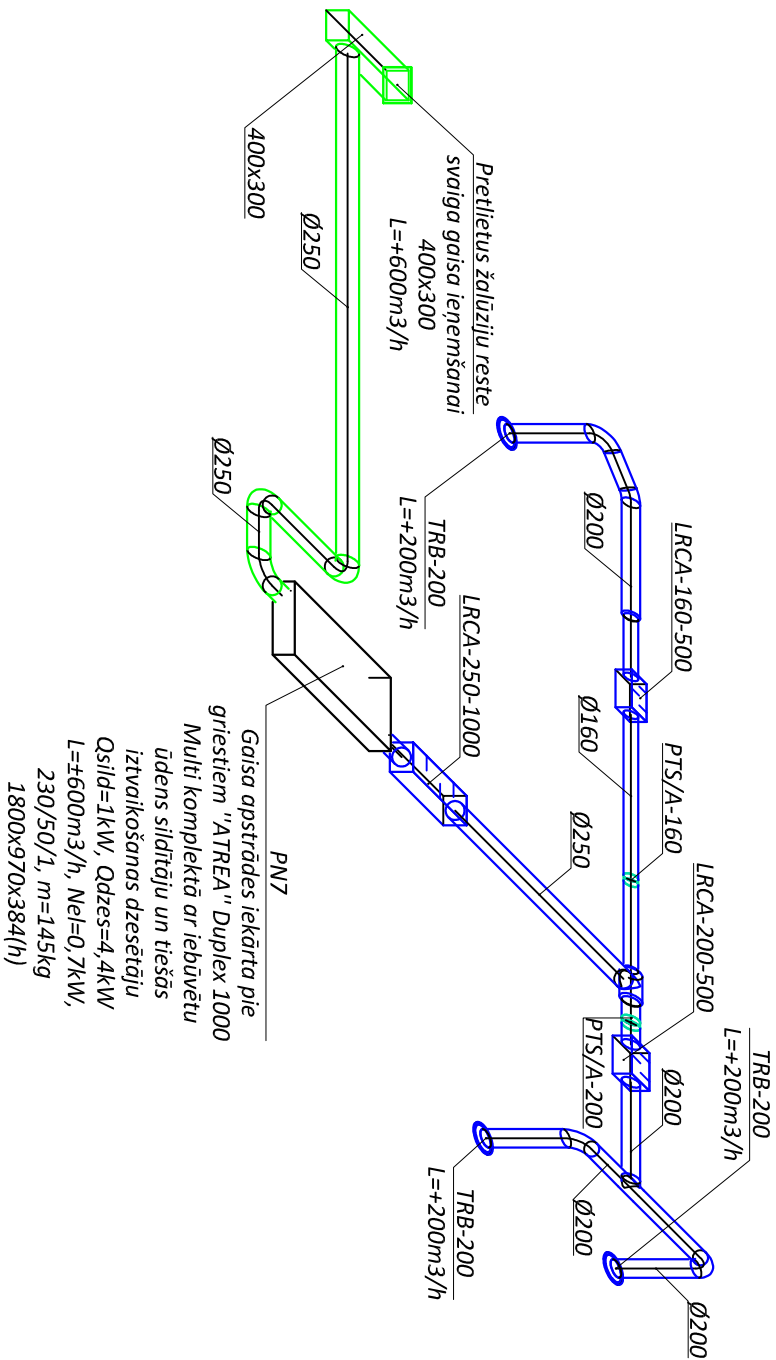 Pretlietus žalūziju reste
svaiga gaisa ieņemšanai
400x300
L=+600m3/h
400x300
Ø250
Ø250
TRB-200
L=+200m3/h
Ø200
LRCA-160-500
Ø160
PTS/A-160
LRCA-250-1000
Ø250
LRCA-200-500
PTS/A-200
Ø200
TRB-200
L=+200m3/h
Ø200
TRB-200
L=+200m3/h
Ø200
PN7
Gaisa apstrādes iekārta pie
griestiem "ATREA" Duplex 1000
Multi komplektā ar iebūvētu
ūdens sildītāju un tiešās
iztvaikošanas dzesētāju
Qsild=1kW, Qdzes=4,4kW
L=±600m3/h, Nel=0,7kW,
230/50/1, m=145kg
1800x970x384(h)